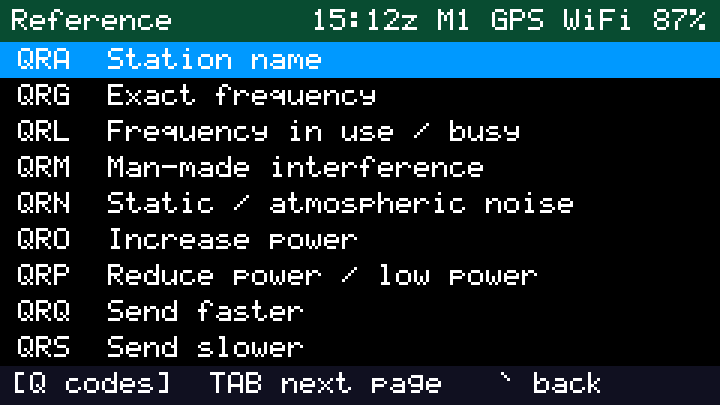 Reference 15:12z M1 GPS WiFi 87%
QRA Station name
QRG Exact frequency
QRL Frequency in use / busy
QRM Man-made interference
QRN Static / atmospheric noise
QRO Increase power
QRP Reduce power / low power
QRQ Send faster
QRS Send slower
[Q codes] TAB next page ` back